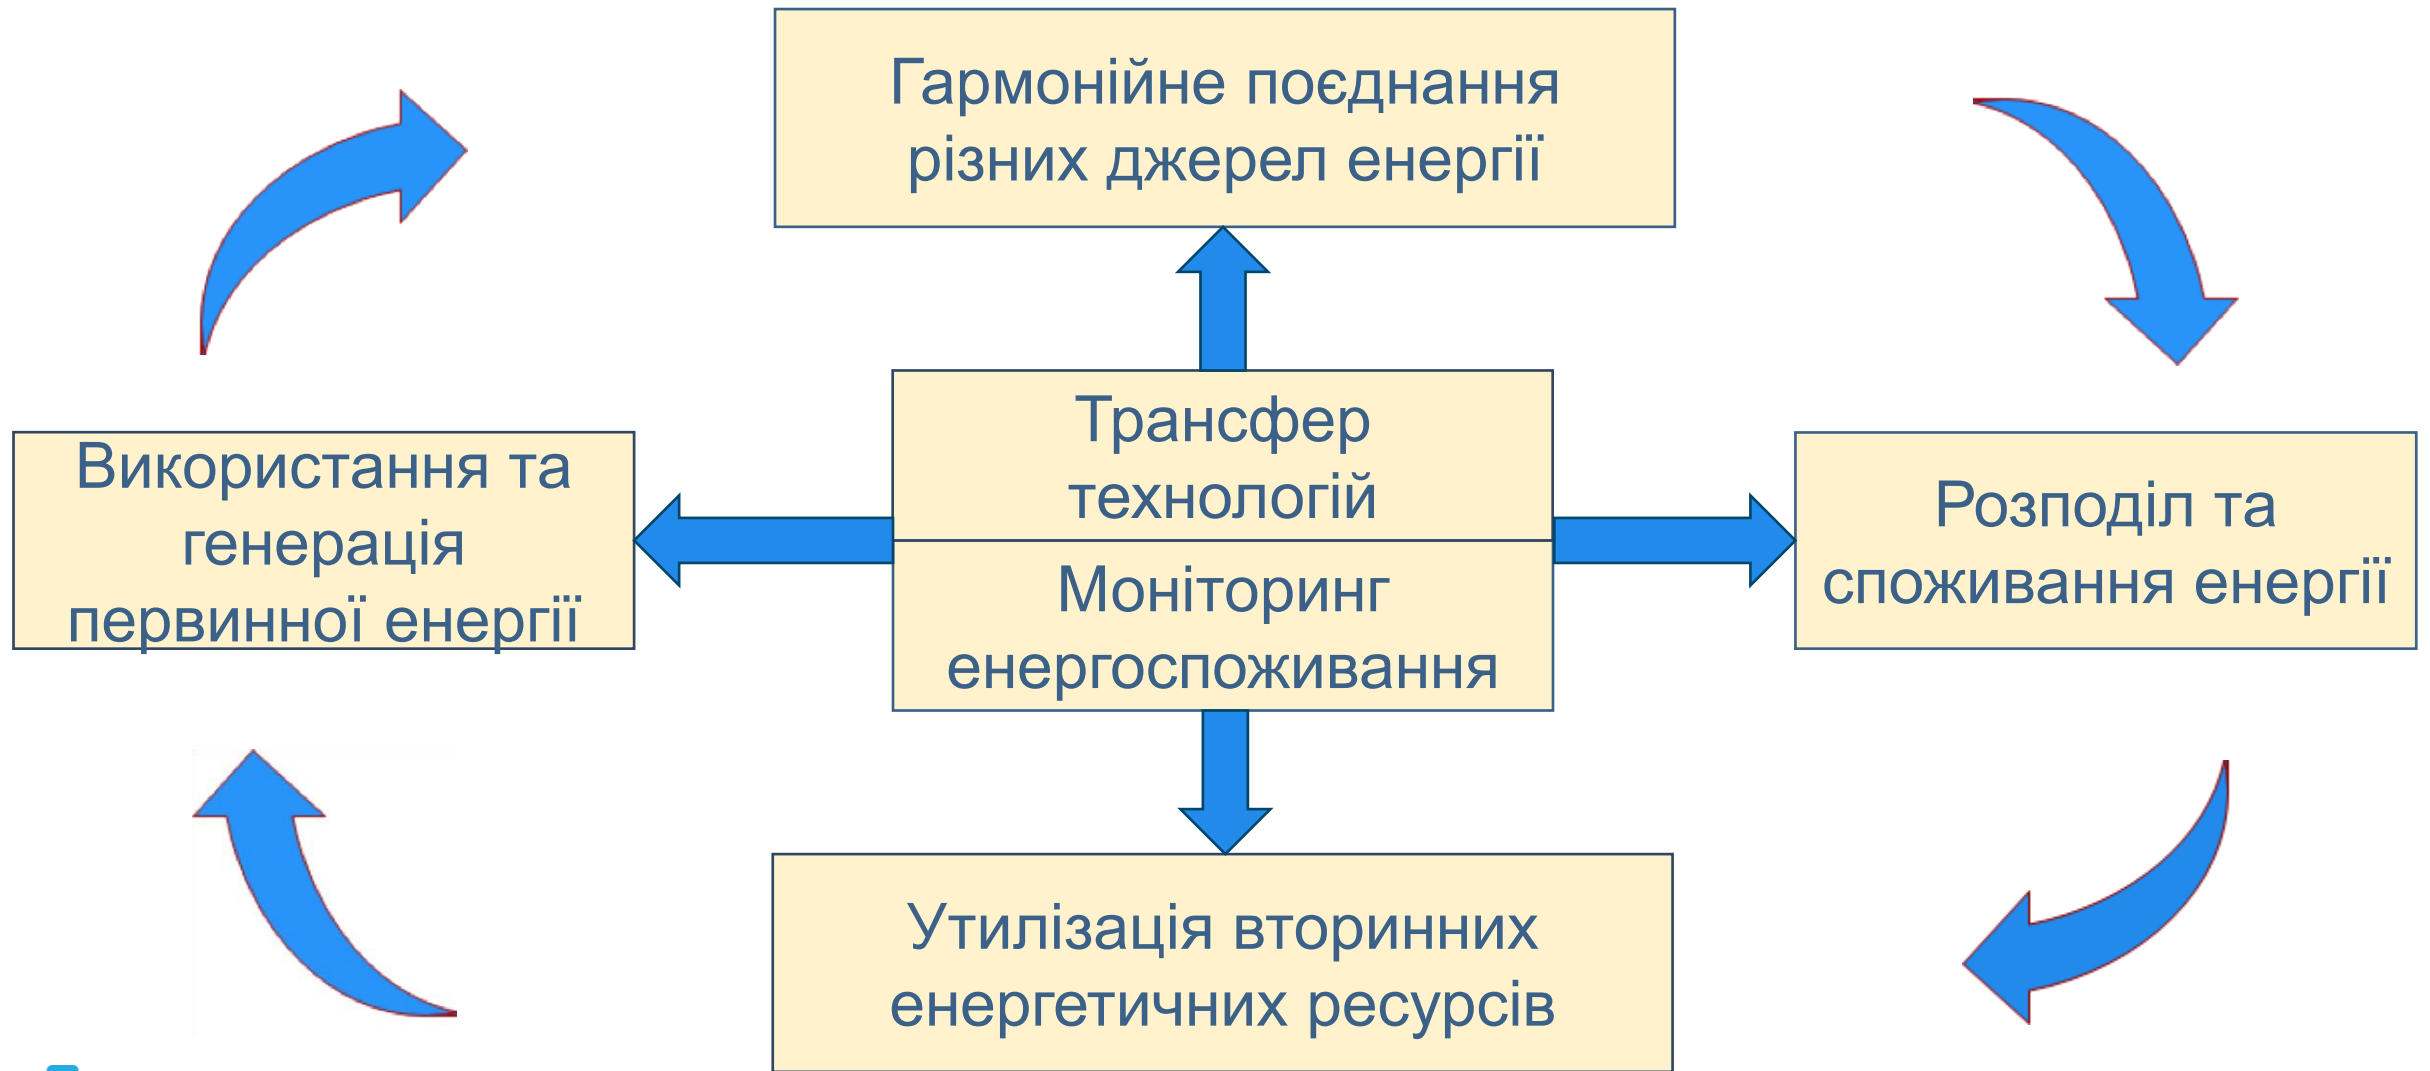 Гармонійне поєднання
різних джерел енергії
Трансфер
технологій
Використання та
генерація
первинної енергії
Розподіл та
споживання енергії
Моніторинг
енергоспоживання
Утилізація вторинних
енергетичних ресурсів